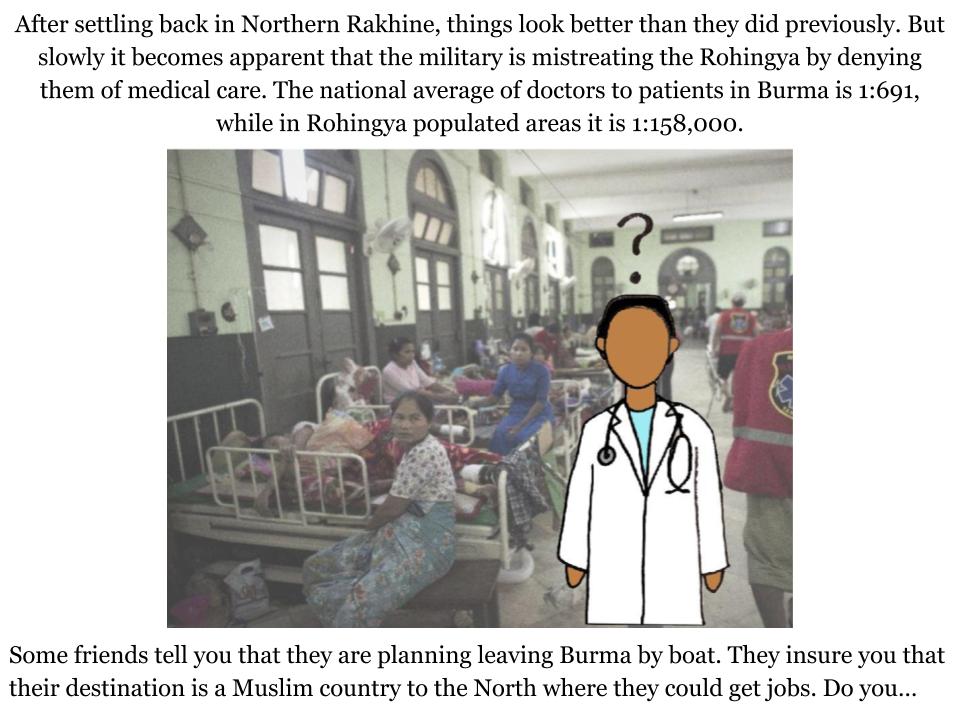 After settling back in Northern Rakhine, things look better than they did previously. But
slowly it becomes apparent that the military is mistreating the Rohingya by denying
them of medical care. The national average of doctors to patients in Burma is 1:691,
while in Rohingya populated areas it is 1:158,000.
?
Some friends tell you that they are planning leaving Burma by boat. They insure you that
their destination is a Muslim country to the North where they could get jobs. Do you...